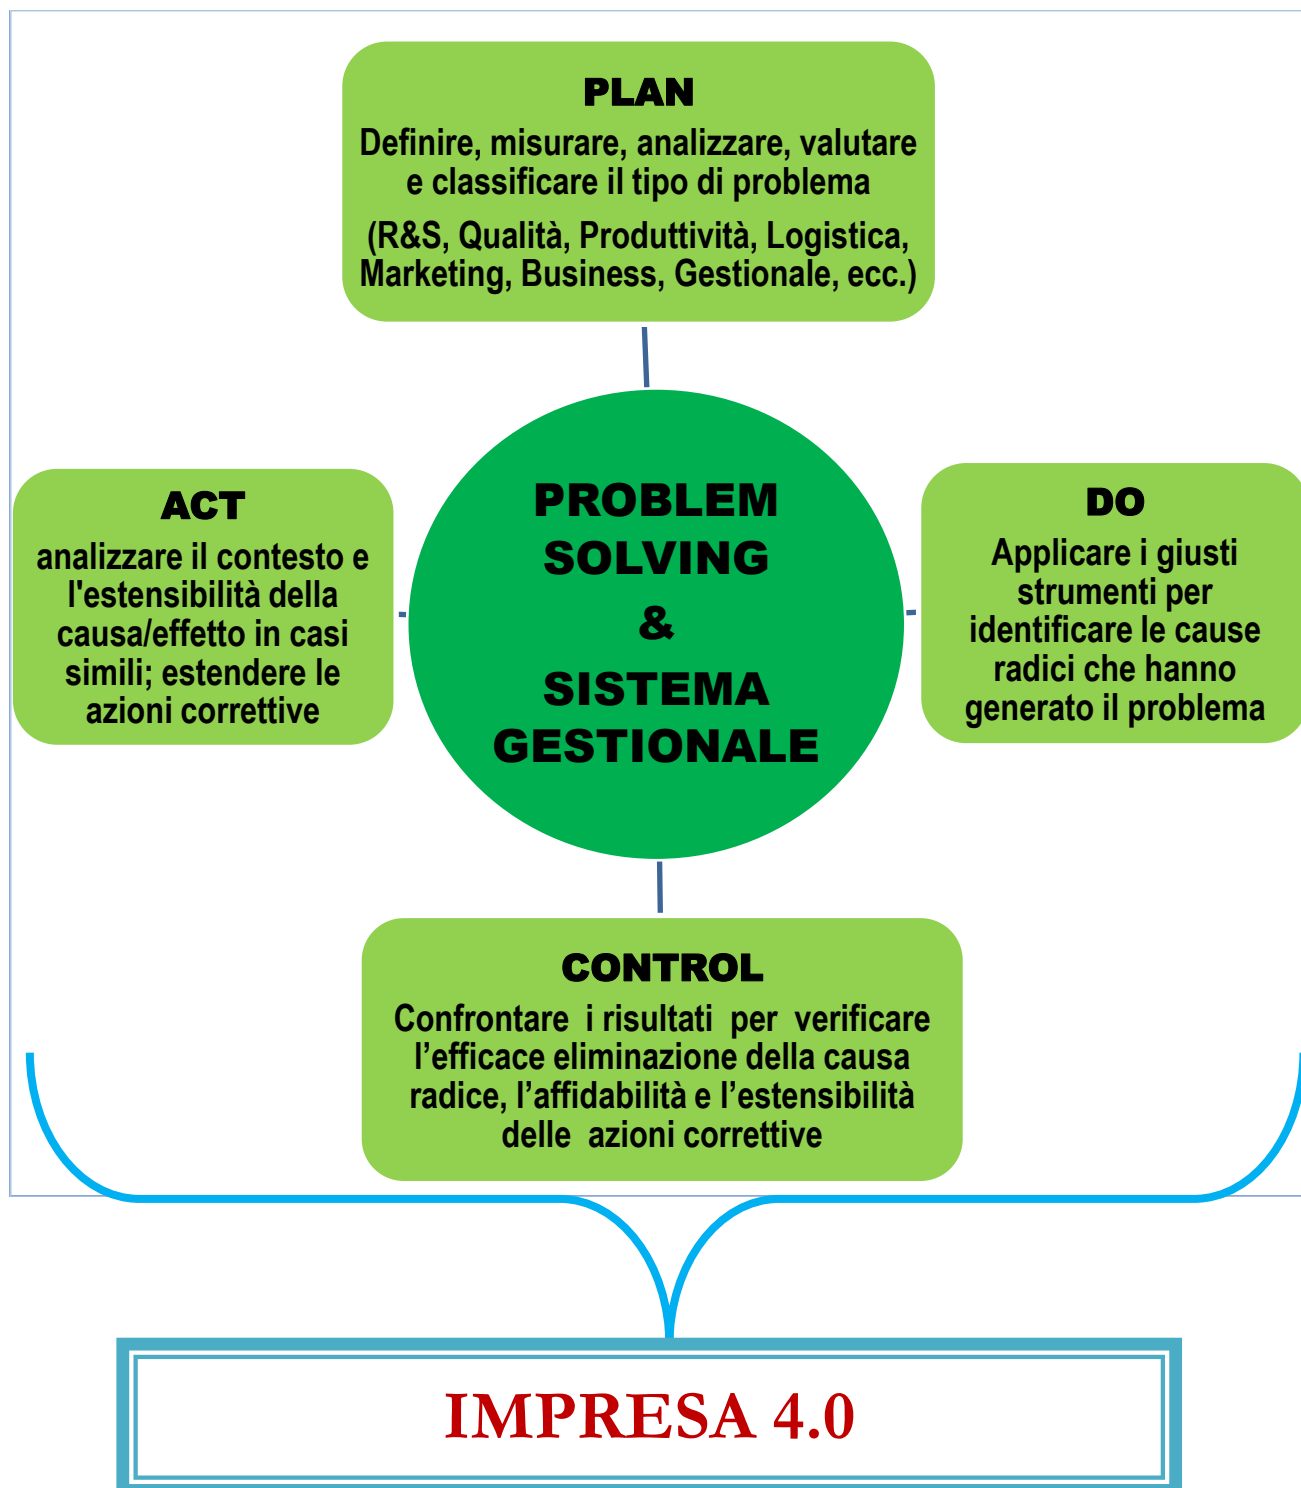 PLAN
Definire, misurare, analizzare, valutare
e classificare il tipo di problema
(R&S, Qualità, Produttività, Logistica,
Marketing, Business, Gestionale, ecc.)
PROBLEM
SOLVING
&
SISTEMA
GESTIONALE
ACT
analizzare il contesto e
l'estensibilità della
causa/effetto in casi
simili; estendere le
azioni correttive
DO
Applicare i giusti
strumenti per
identificare le cause
radici che hanno
generato il problema
CONTROL
Confrontare i risultati per verificare
l’efficace eliminazione della causa
radice, l’affidabilità e l’estensibilità
delle azioni correttive
IMPRESA 4.0